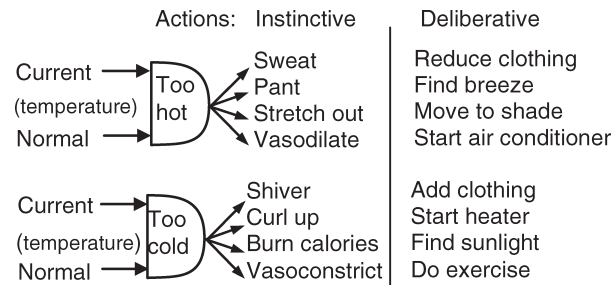 Actions: Instinctive Deliberative
Sweat Reduce clothing
Current Too hot Pant Find breeze
(temperature) Stretch out Move to shade
Normal Vasodilate Start air conditioner
Shiver Add clothing
Current Too cold Curl up Start heater
(temperature) Burn calories Find sunlight
Normal Vasoconstrict Do exercise